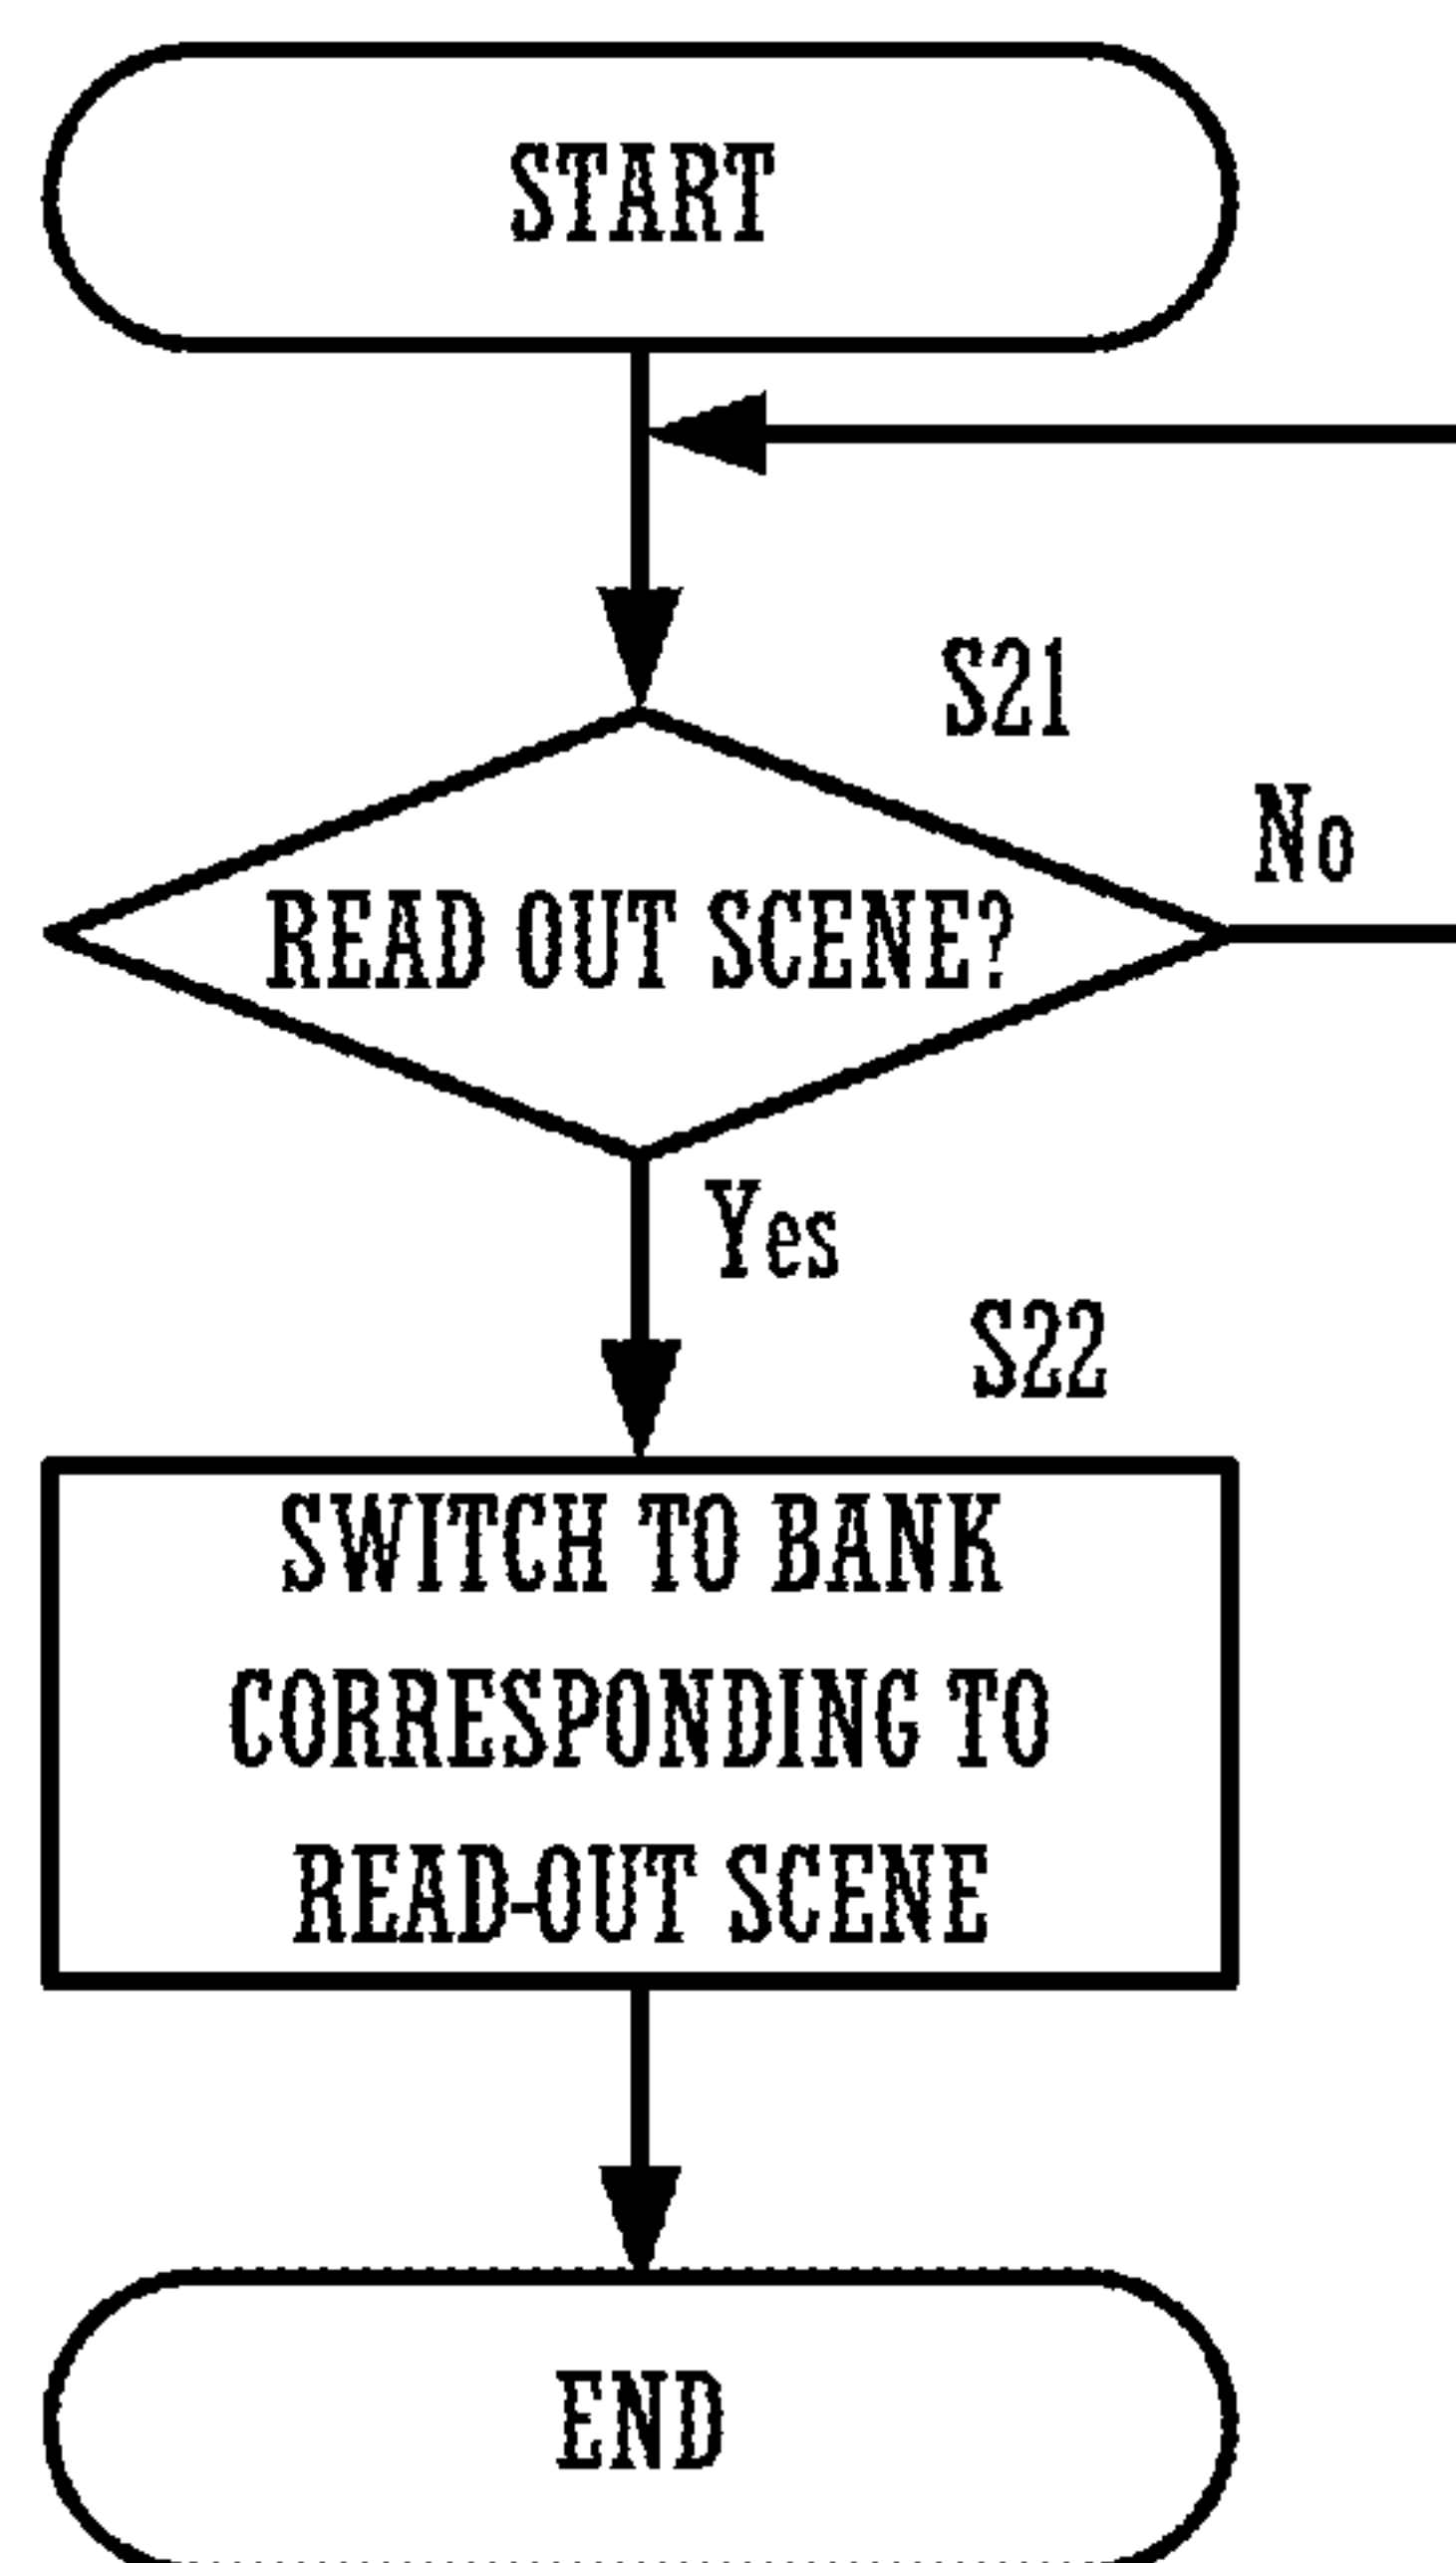 START
S21
No
READ OUT SCENE?
Yes
S22
SWITCH TO BANK
CORRESPONDING TO
READ-OUT SCENE
END